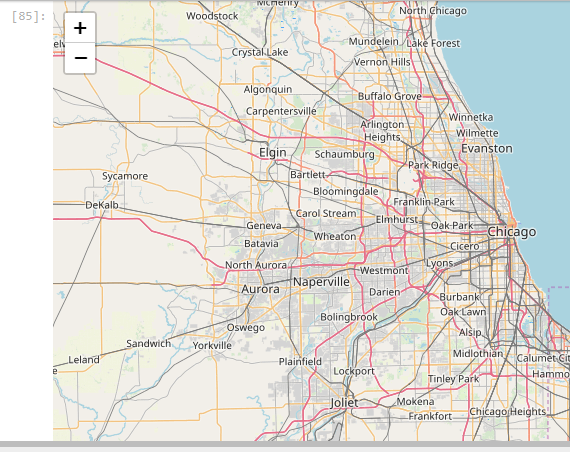 [85]:
+
−
McHenry
Woodstock
North Chicago
Mundelein
Lake Forest
Crystal Lake
Vernon Hills
Algonquin
Buffalo Grove
Carpentersville
Winnetka
Arlington
Heights
Wilmette
Elgin
Evanston
Schaumburg
Park Ridge
Sycamore
Bartlett
Bloomingdale
DeKalb
Franklin Park
Carol Stream
Elmhurst
Geneva
Oak Park
Chicago
Wheaton
Batavia
Cicero
North Aurora
Lyons
Westmont
Aurora
Naperville
Darien
Burbank
Oak Lawn
Bolingbrook
Oswego
Alsip
Sandwich
Yorkville
Midlothian
Leland
Plainfield
Calumet Cit
Lockport
Hammo
Tinley Park
Joliet
Mokena
Frankfort
Chicago Heights